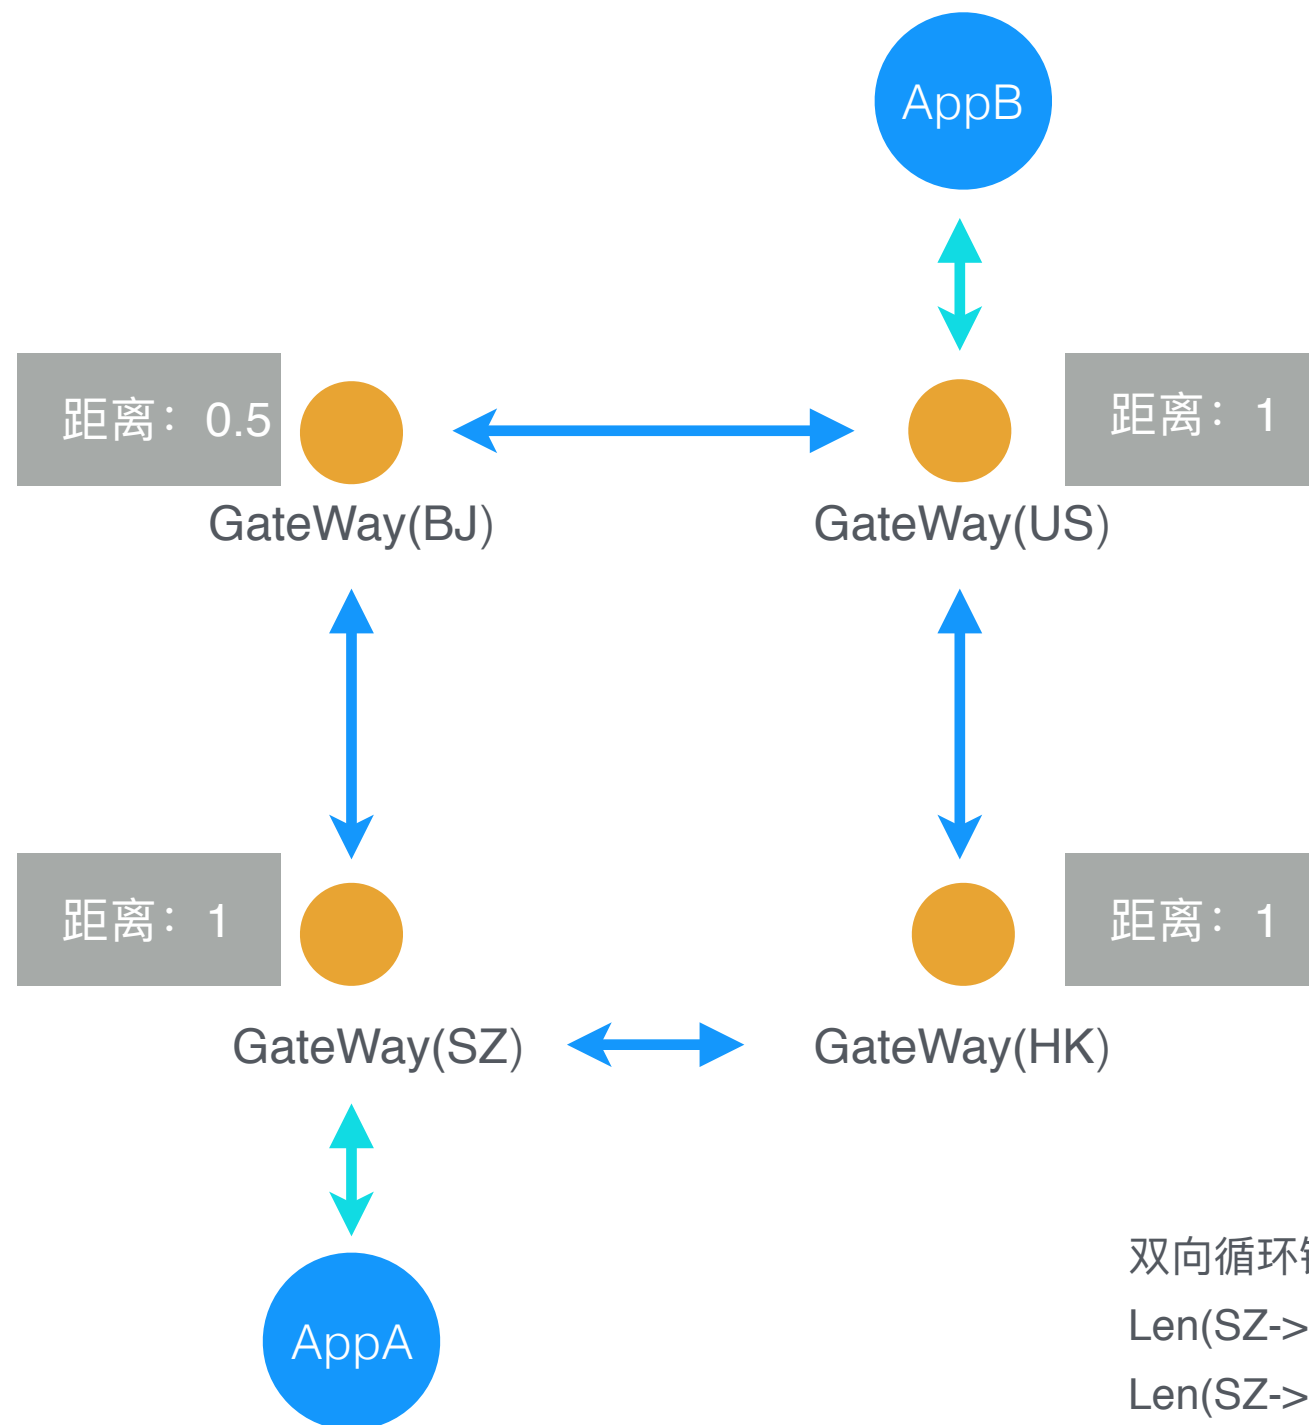 AppB
距离：0.5
距离：1
GateWay(BJ)
GateWay(US)
距离：1
距离：1
GateWay(SZ)
GateWay(HK)
双向循环
AppA
Len(SZ->
Len(SZ->